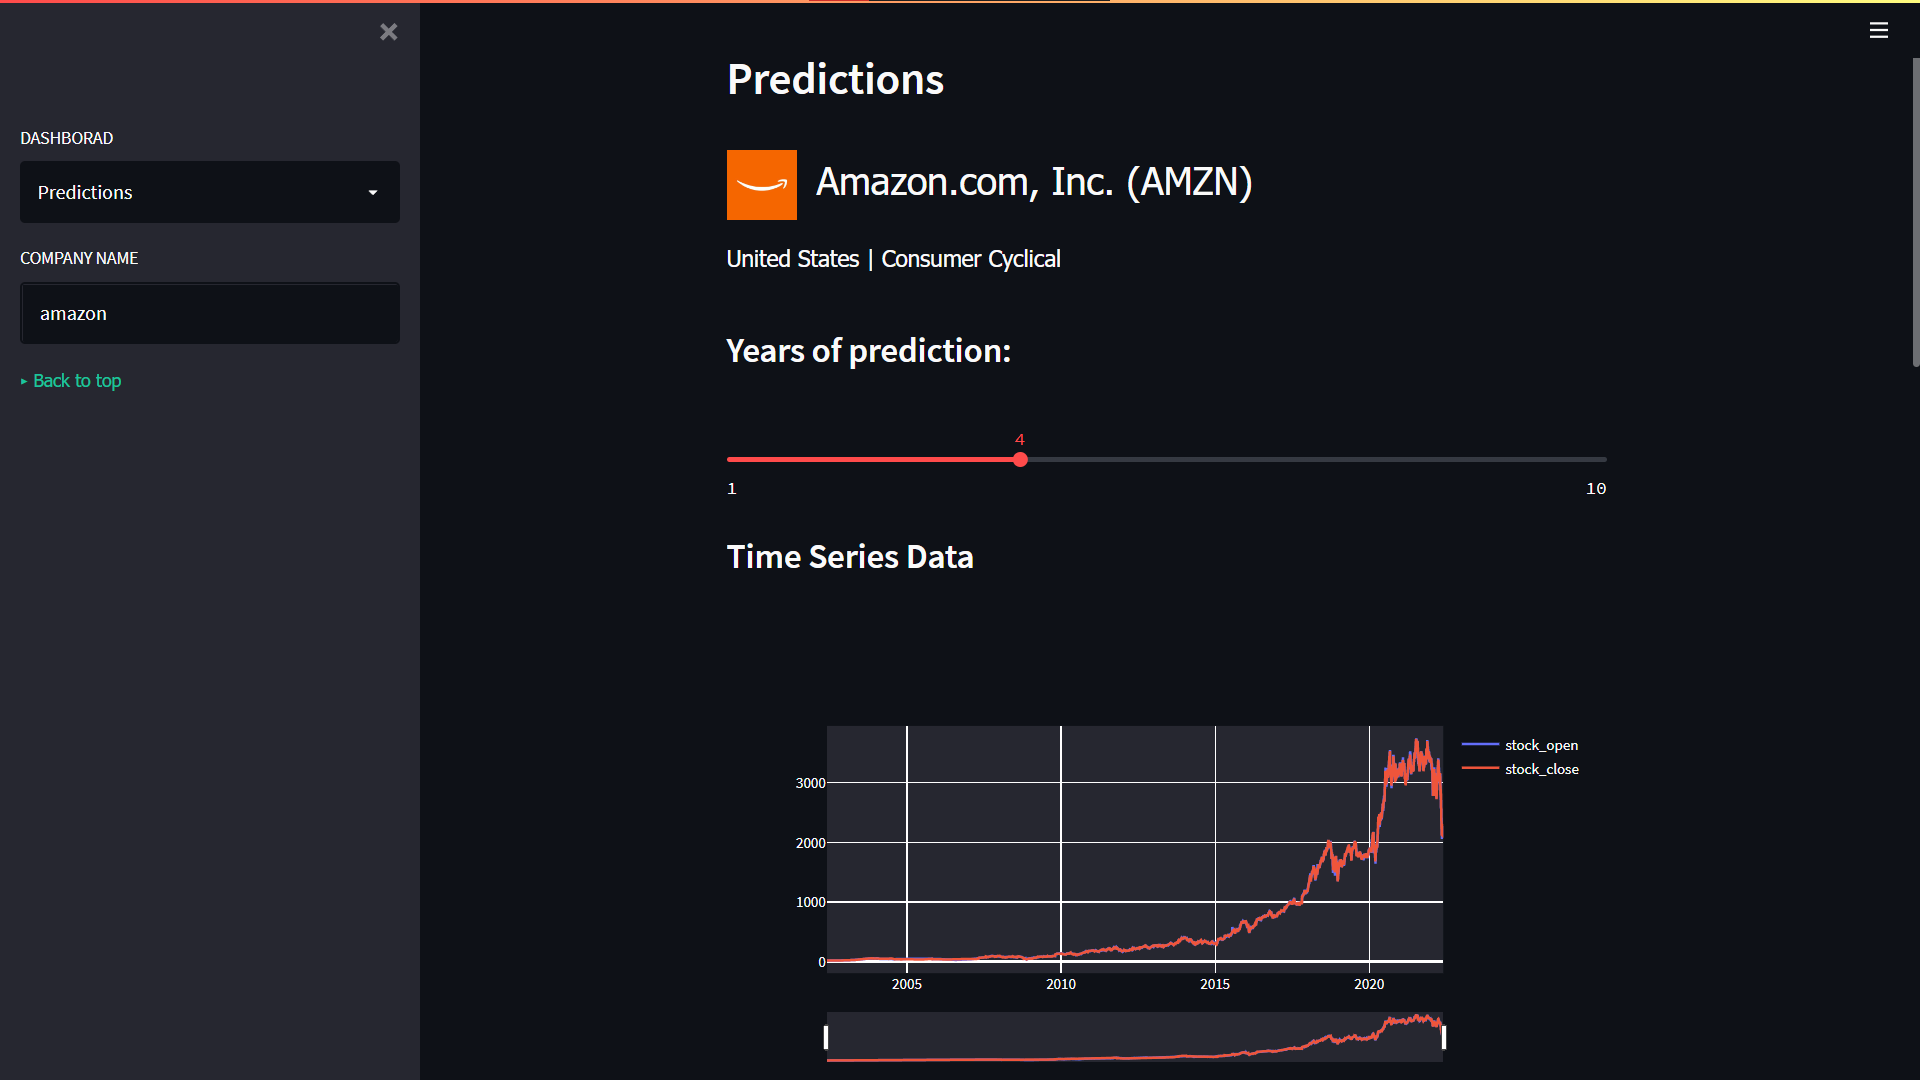 DASHBORAD
Predictions
COMPANY NAME
amazon
▸ Back to top
Predictions
Amazon.com, Inc. (AMZN)
United States | Consumer Cyclical
Years of prediction:
4
1 10
Time Series Data
stock_open
stock_close
3000
2000
1000
0
2005 2010 2015 2020